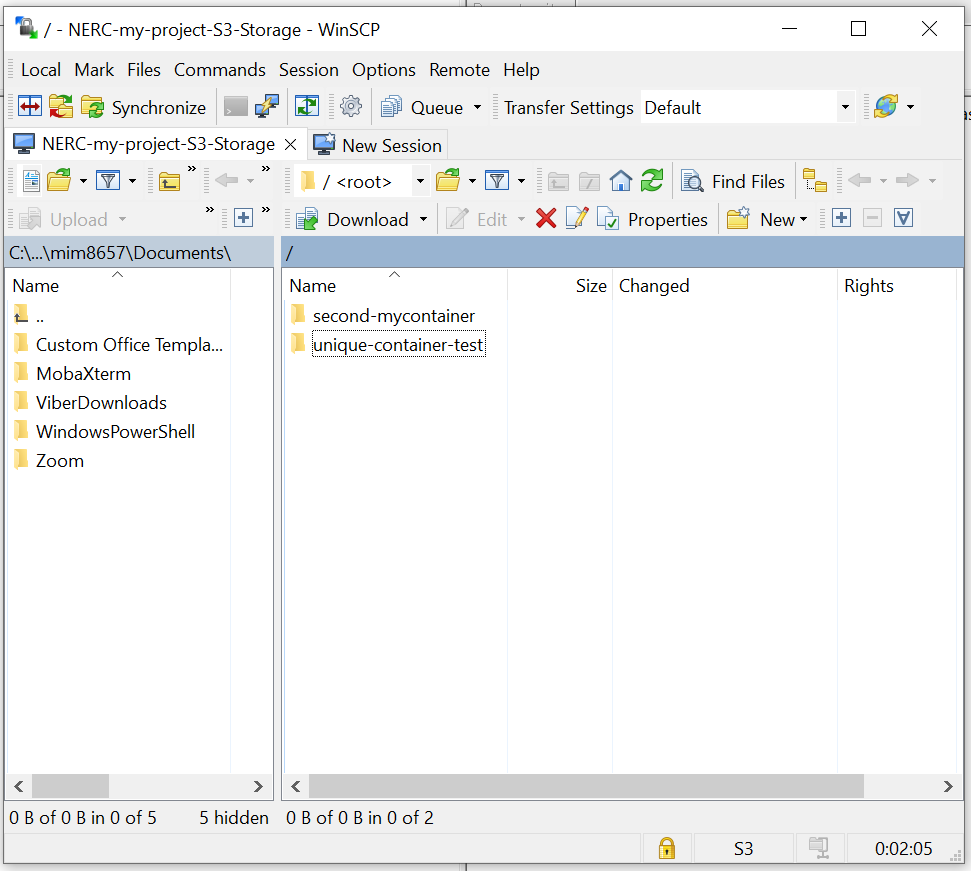 / - NERC-my-project-S3-Storage - WinSCP
Local Mark Files Commands Session Options Remote Help
Synchronize Queue Transfer Settings Default
NERC-my-project-S3-Storage New Session
/ <root> Find Files
Upload Download Edit Properties New
C:\...\mim8657\Documents\ /
Name Name Size Changed Rights
..
Custom Office Templa...
MobaXterm
ViberDownloads
WindowsPowerShell
Zoom
second-mycontainer
unique-container-test
0 B of 0 B in 0 of 5 5 hidden 0 B of 0 B in 0 of 2
S3 0:02:05